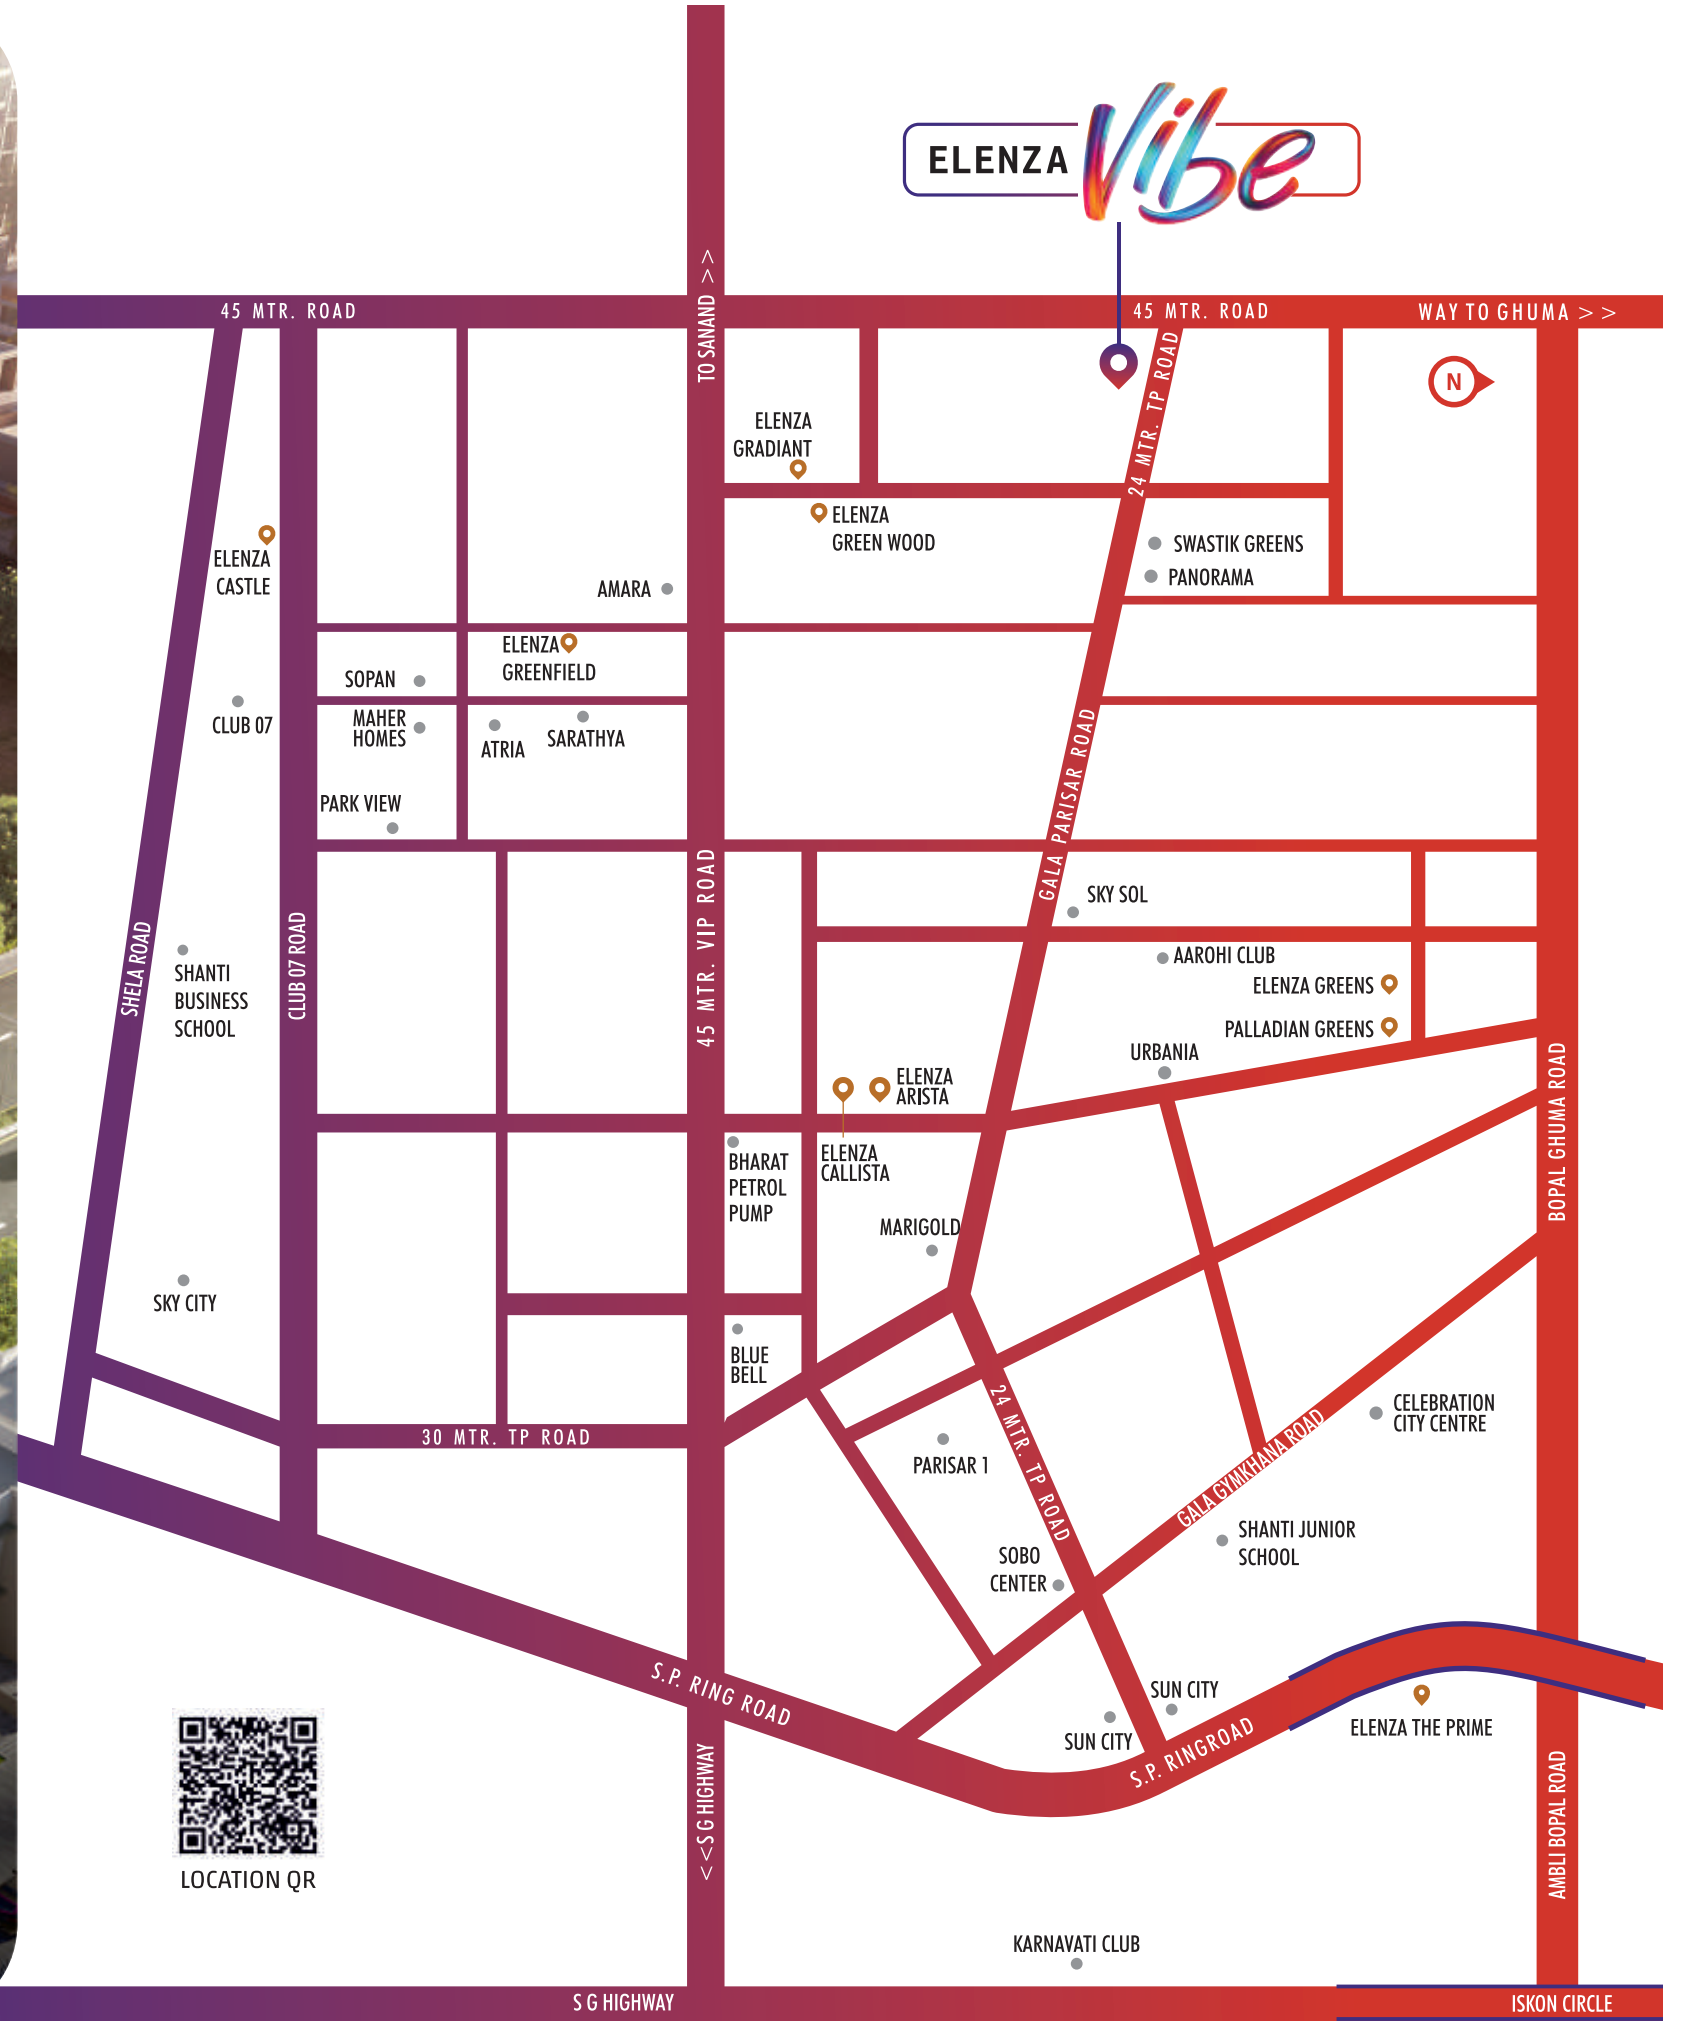 ELENZA Vibe
45 MTR. ROAD
TO SANAND >>
45 MTR. ROAD
WAY TO GHUMA >>
24 MTR. TP ROAD
N
ELENZA
GRADIANT
ELENZA
GREEN WOOD
SWASTIK GREENS
PANORAMA
ELENZA
CASTLE
AMARA
ELENZA
GREENFIELD
SOPAN
CLUB 07
MAHER
HOMES
ATRIA
SARATHYA
PARK VIEW
GALA PARISAR ROAD
SKY SOL
45 MTR. VIP ROAD
SHELA ROAD
CLUB 07 ROAD
SHANTI
BUSINESS
SCHOOL
AAROHI CLUB
ELENZA GREENS
PALLADIAN GREENS
URBANIA
ELENZA
ARISTA
ELENZA
CALLISTA
BHARAT
PETROL
PUMP
BOPAL GHUMA ROAD
MARIGOLD
SKY CITY
BLUE
BELL
30 MTR. TP ROAD
PARISAR 1
24 MTR. TP ROAD
GALA GYMKHANA ROAD
CELEBRATION
CITY CENTRE
SHANTI JUNIOR
SCHOOL
SOBO
CENTER
S.P. RING ROAD
SUN CITY
SUN CITY
S.P. RINGROAD
ELENZA THE PRIME
<<S G HIGHWAY
AMBLI BOPAL ROAD
LOCATION QR
KARNAVATI CLUB
S G HIGHWAY
ISKON CIRCLE